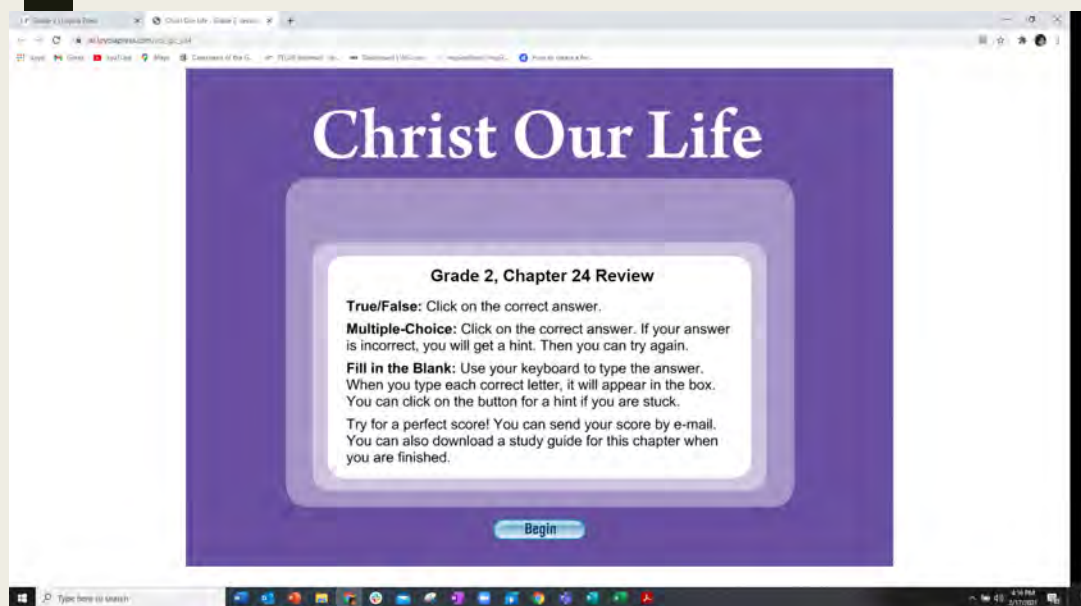 Christ Our Life
Grade 2, Chapter 24 Review
True/False: Click on the correct answer.
Multiple-Choice: Click on the correct answer. If your answer
is incorrect, you will get a hint. Then you can try again.
Fill in the Blank: Use your keyboard to type the answer.
When you type each correct letter, it will appear in the box.
You can click on the button for a hint if you are stuck.
Try for a perfect score! You can send your score by e-mail.
You can also download a study guide for this chapter when
you are finished.
Begin
Type here to search
4:16 PM